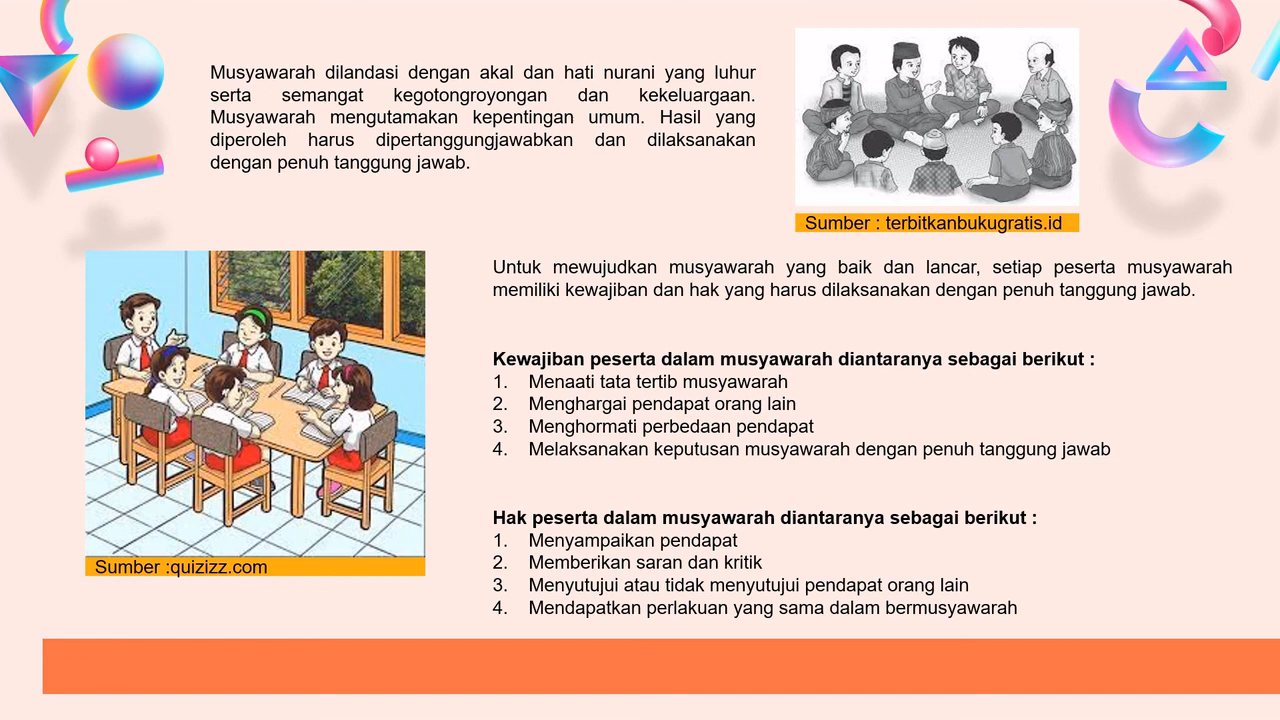 Musyawarah dilandasi dengan akal dan hati nurani yang luhur
serta semangat kegotongroyongan dan kekeluargaan.
Musyawarah mengutamakan kepentingan umum. Hasil yang
diperoleh harus dipertanggungjawabkan dan dilaksanakan
dengan penuh tanggung jawab.
Sumber : terbitkanbukugratis.id
Untuk mewujudkan musyawarah yang baik dan lancar, setiap peserta musyawarah
memiliki kewajiban dan hak yang harus dilaksanakan dengan penuh tanggung jawab.
Kewajiban peserta dalam musyawarah diantaranya sebagai berikut :
1. Menaati tata tertib musyawarah
2. Menghargai pendapat orang lain
3. Menghormati perbedaan pendapat
4. Melaksanakan keputusan musyawarah dengan penuh tanggung jawab
Hak peserta dalam musyawarah diantaranya sebagai berikut :
1. Menyampaikan pendapat
2. Memberikan saran dan kritik
3. Menyutujui atau tidak menyutujui pendapat orang lain
4. Mendapatkan perlakuan yang sama dalam bermusyawarah
Sumber :quizizz.com